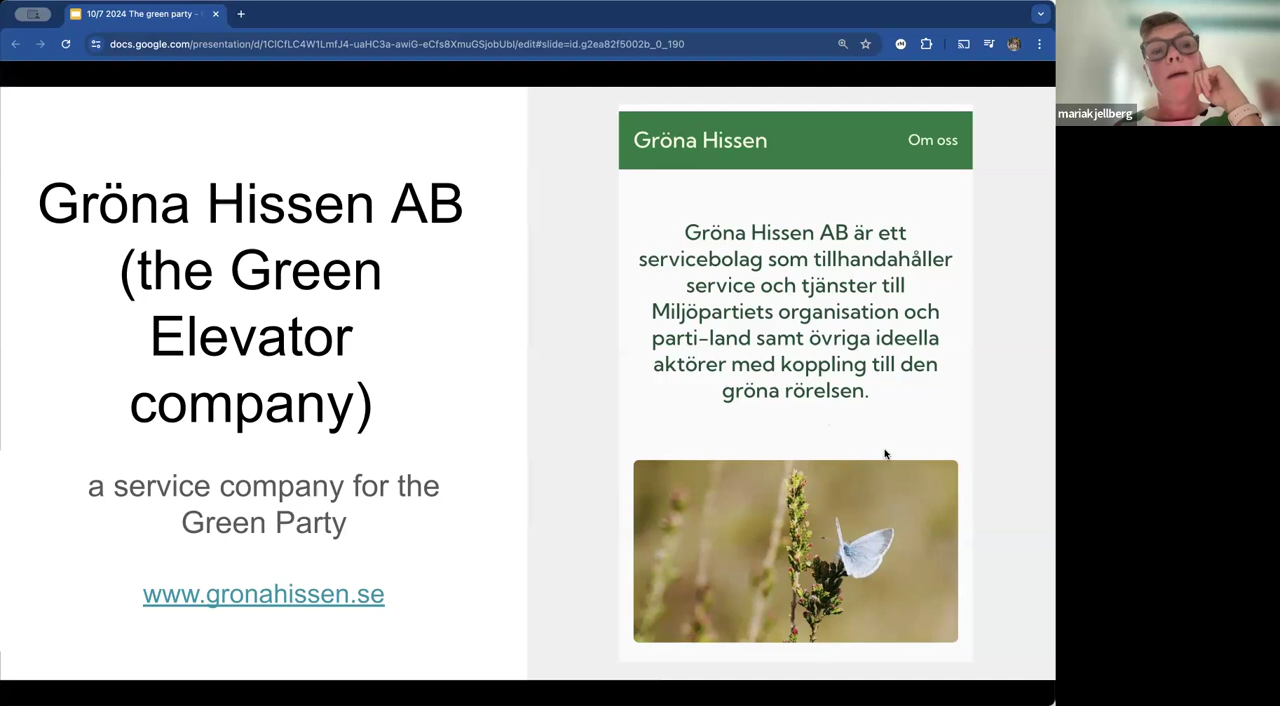 10/7 2024 The green party -
docs.google.com/presentation/d/1ClCfLC4W1LmfJ4-uaHC3a-awiG-eCfs8XmuGSjobUbI/edit#slide=id.g2ea82f5002b_0_190
mariakjellberg
Gröna Hissen AB
(the Green
Elevator
company)
a service company for the
Green Party
www.gronahissen.se
Gröna Hissen
Om oss
Gröna Hissen AB är ett
servicebolag som tillhandahåller
service och tjänster till
Miljöpartiets organisation och
parti-land samt övriga ideella
aktörer med koppling till den
gröna rörelsen.